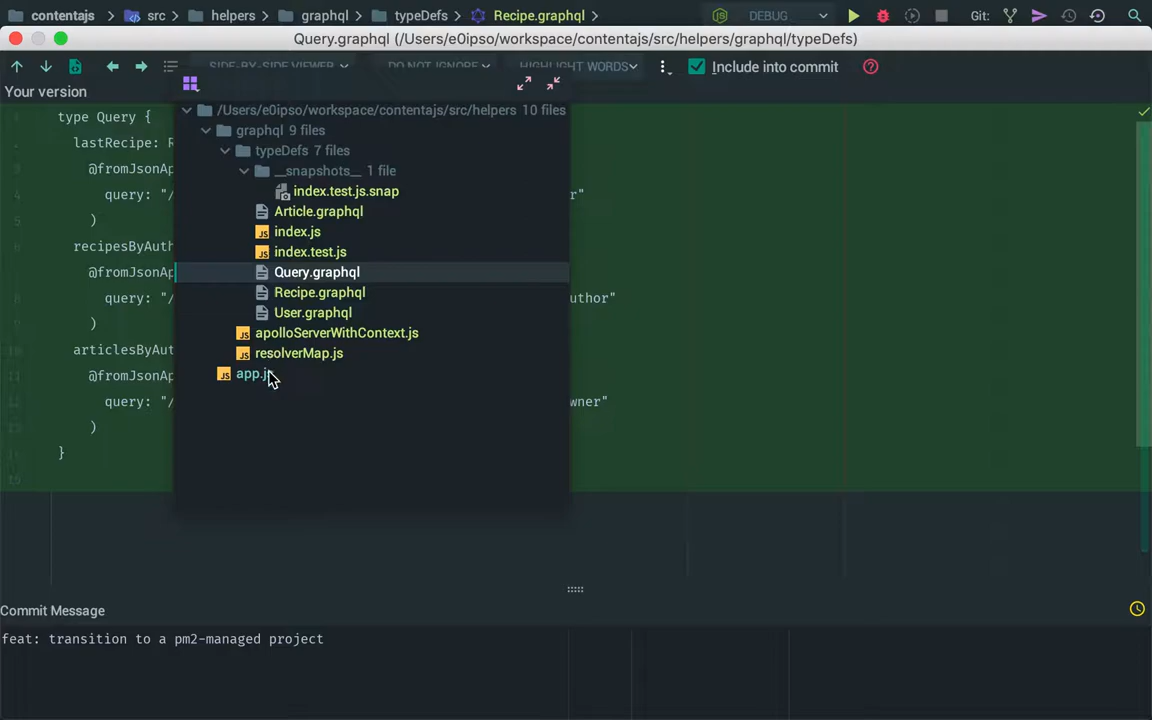 contentajs src helpers graphql typeDefs Recipe.graphql DEBUG Git:
Query.graphql (/Users/e0ipso/workspace/contentajs/src/helpers/graphql/typeDefs)
SIDE-BY-SIDE VIEWER DO NOT IGNORE HIGHLIGHT WORDS Include into commit
Your version
/Users/e0ipso/workspace/contentajs/src/helpers 10 files
graphql 9 files
typeDefs 7 files
__snapshots__ 1 file
index.test.js.snap
Article.graphql
index.js
index.test.js
Query.graphql
Recipe.graphql
User.graphql
apolloServerWithContext.js
resolverMap.js
app.js
type Query {
lastRecipe: R
@fromJsonAp
query: "/ r"
)
recipesByAuth
@fromJsonAp
query: "/ uthor"
)
articlesByAut
@fromJsonAp
query: "/ wner"
)
}
Commit Message
feat: transition to a pm2-managed project